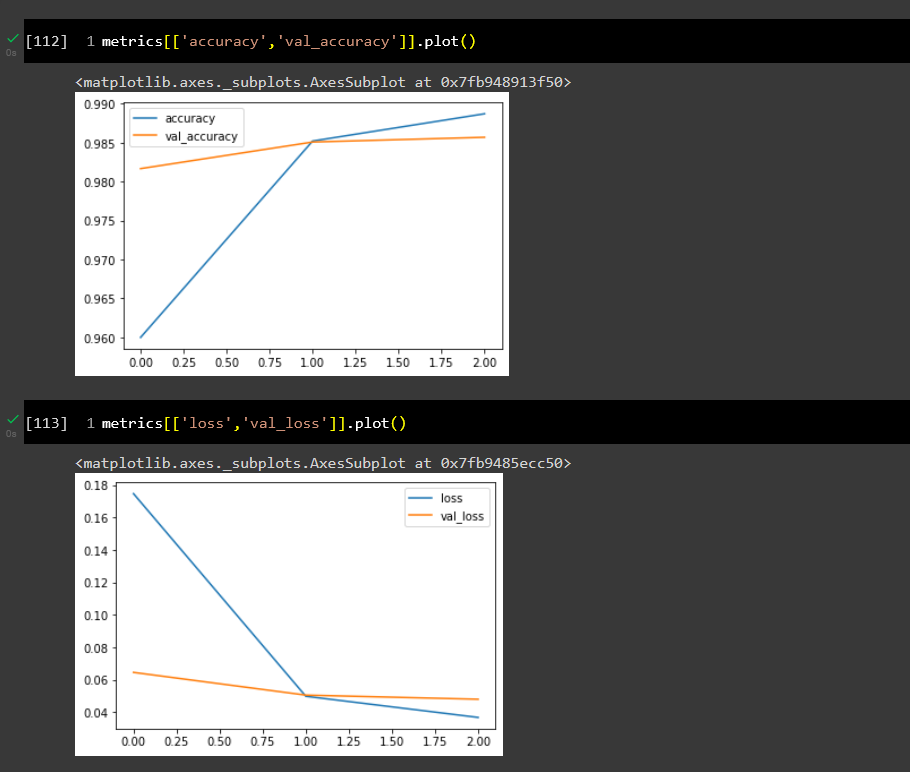 [112] 1 metrics[['accuracy','val_accuracy']].plot()
0s
<matplotlib.axes._subplots.AxesSubplot at 0x7fb948913f50>
0.990
accuracy
val_accuracy
0.985
0.980
0.975
0.970
0.965
0.960
0.00 0.25 0.50 0.75 1.00 1.25 1.50 1.75 2.00
[113] 1 metrics[['loss','val_loss']].plot()
0s
<matplotlib.axes._subplots.AxesSubplot at 0x7fb9485ecc50>
0.18
loss
val_loss
0.16
0.14
0.12
0.10
0.08
0.06
0.04
0.00 0.25 0.50 0.75 1.00 1.25 1.50 1.75 2.00